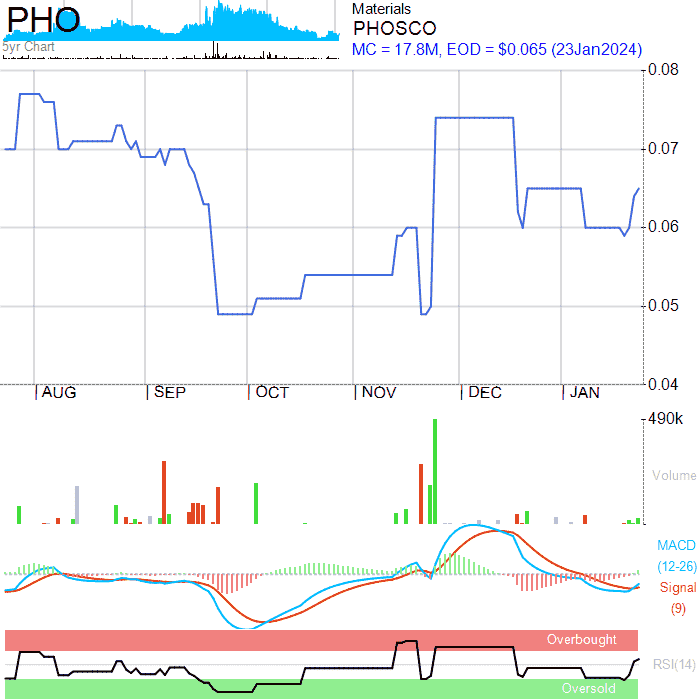 PHO
5yr Chart
Materials
PHOSCO
MC = 17.8M, EOD = $0.065 (23Jan2024)
0.08
0.07
0.06
0.05
0.04
AUG SEP OCT NOV DEC JAN
490k
Volume
MACD
(12-26)
Signal
(9)
Overbought
RSI(14)
Oversold